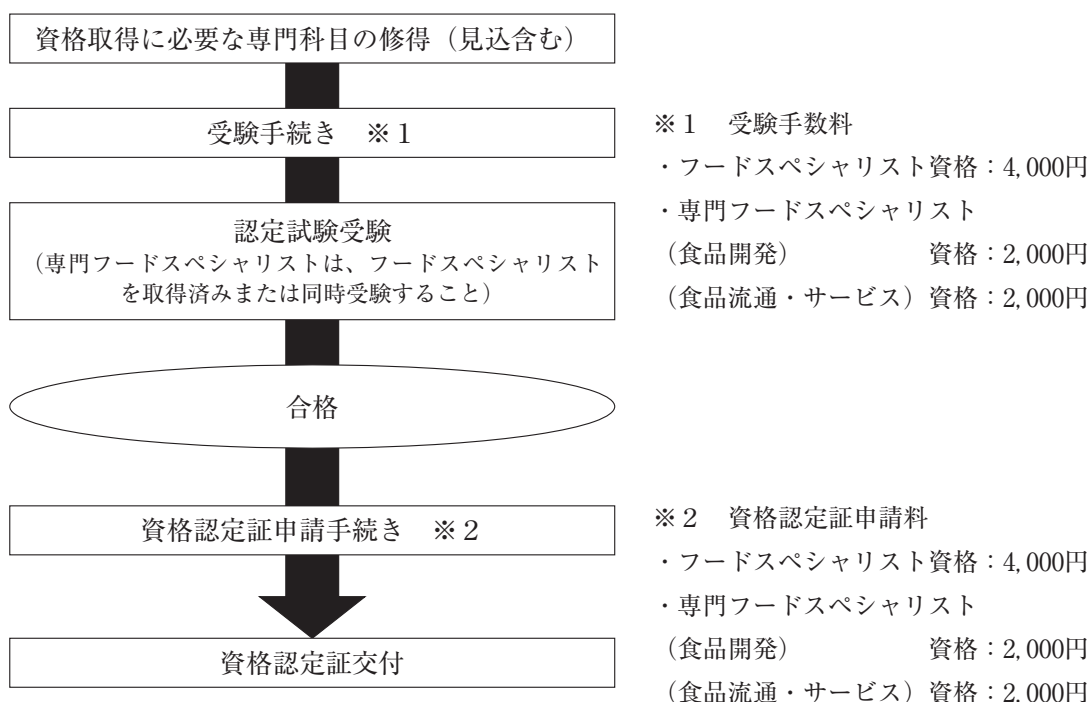 資格取得に必要な専門科目の修得（見込含む）
受験手続き　※１
※１　受験手数料
・フードスペシャリスト資格：4,000円
・専門フードスペシャリスト
（食品開発）　　　　　資格：2,000円
（食品流通・サービス）資格：2,000円
認定試験受験
（専門フードスペシャリストは、フードスペシャリスト
を取得済みまたは同時受験すること）
合格
資格認定証申請手続き　※２
※２　資格認定証申請料
・フードスペシャリスト資格：4,000円
・専門フードスペシャリスト
（食品開発）　　　　　資格：2,000円
（食品流通・サービス）資格：2,000円
資格認定証交付